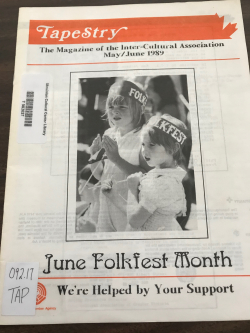 TapeStry
The Magazine of the Inter-Cultural Association
May/June 1989
FOLK
FOLKFEST
June Folkfest Month
092.17
TAP
We're Helped by Your Support